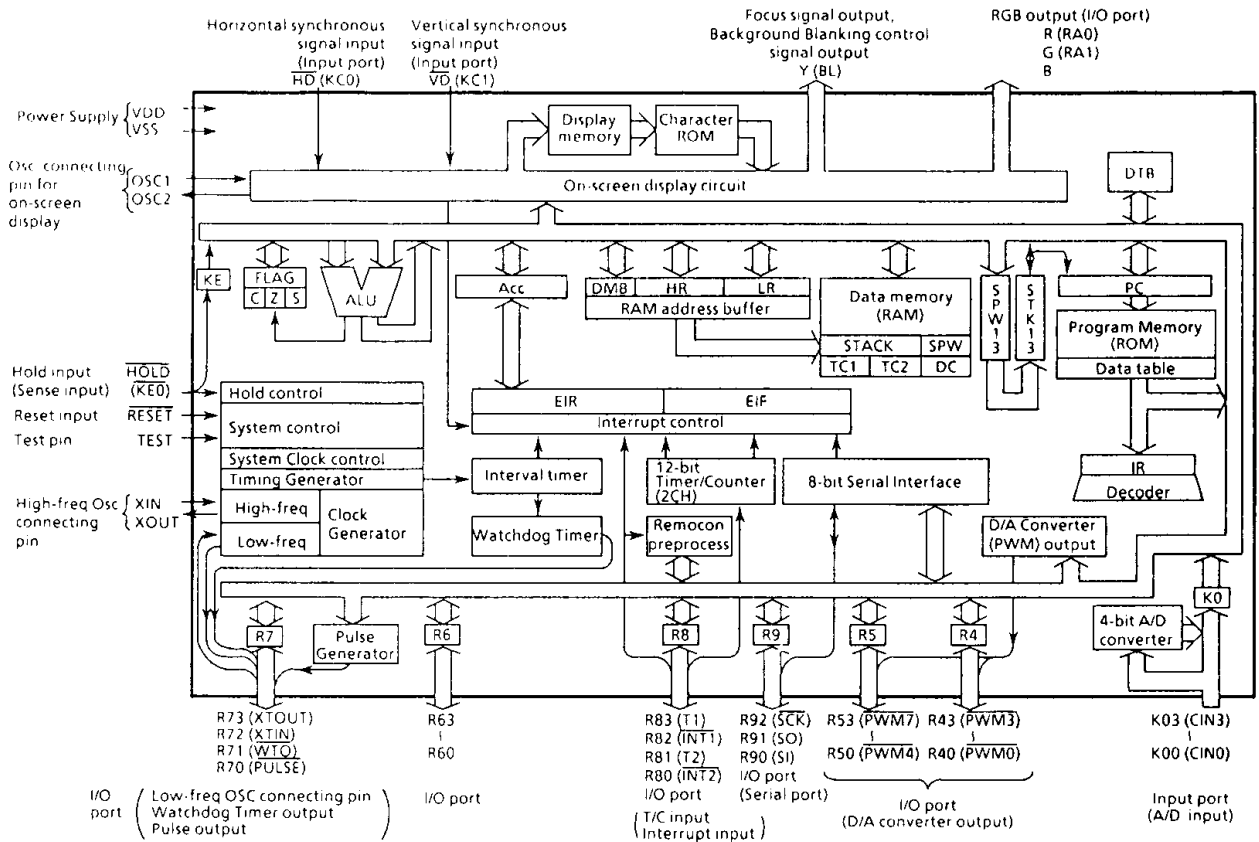 Horizontal synchronous
signal input
(Input port)
HD (KC0)
Vertical synchronous
signal input
(Input port)
VD (KC1)
Focus signal output,
Background Blanking control
signal output
Y (BL)
RGB output (I/O port)
R (RA0)
G (RA1)
B
Power Supply
VDD
VSS
Display
memory
Character
ROM
Osc connecting
pin for
on-screen
display
OSC1
OSC2
On-screen display circuit
DTB
KE
FLAG
C Z S
ALU
Acc
DMB HR LR
RAM address buffer
Data memory
(RAM)
STACK SPW
TC1 TC2 DC
SPW13
STK13
PC
Program Memory
(ROM)
Data table
Hold input
(Sense input)
HOLD
(KE0)
Reset input RESET
Test pin TEST
Hold control
System control
System Clock control
Timing Generator
High-freq
Low-freq
Clock
Generator
High-freq Osc
connecting
pin
XIN
XOUT
EIR EIF
Interrupt control
Interval timer
Watchdog Timer
12-bit
Timer/Counter
(2CH)
8-bit Serial Interface
Remocon
preprocess
D/A Converter
(PWM) output
IR
Decoder
K0
4-bit A/D
converter
R7
Pulse
Generator
R6
R8
R9
R5
R4
R73 (XTOUT)
R72 (XTIN)
R71 (WTO)
R70 (PULSE)
I/O
port
Low-freq OSC connecting pin
Watchdog Timer output
Pulse output
R63
~
R60
I/O port
R83 (T1)
R82 (INT1)
R81 (T2)
R80 (INT2)
I/O port
(T/C input
Interrupt input)
R92 (SCK)
R91 (SO)
R90 (SI)
I/O port
(Serial port)
R53 (PWM7)
~
R50 (PWM4)
R43 (PWM3)
~
R40 (PWM0)
I/O port
(D/A converter output)
K03 (CIN3)
~
K00 (CIN0)
Input port
(A/D input)